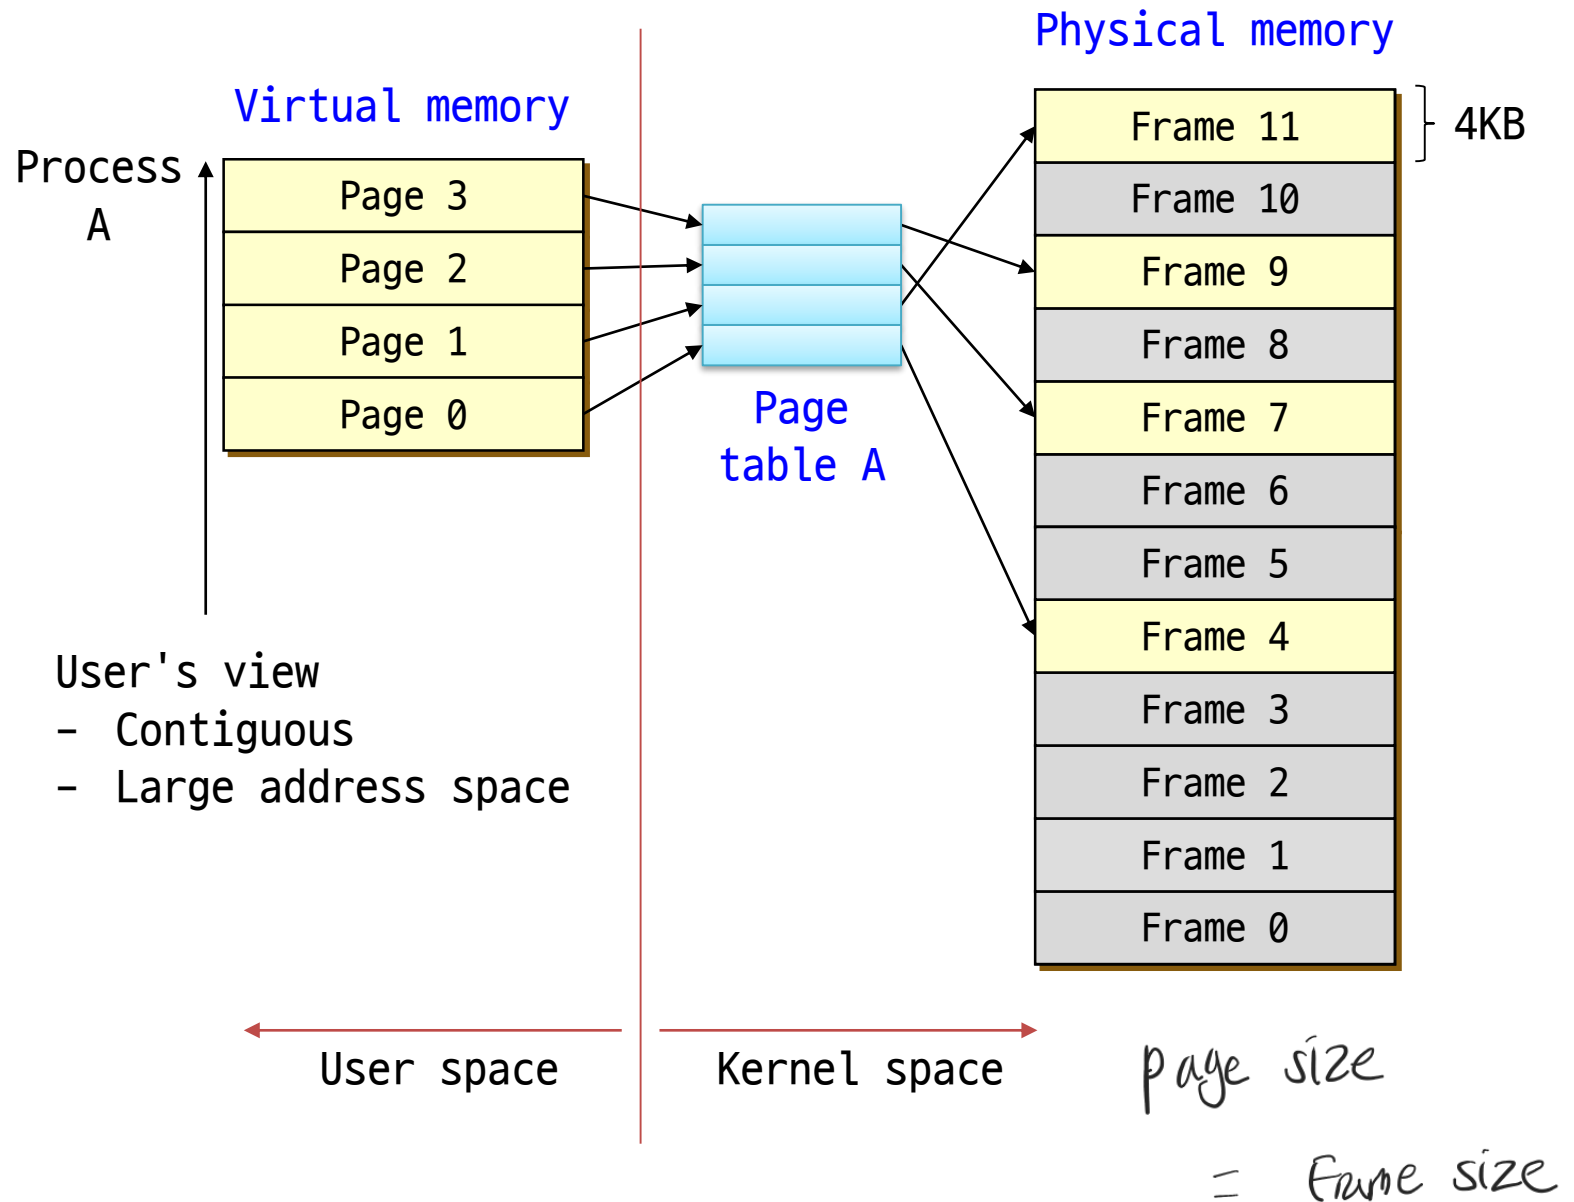 Physical memory
Virtual memory
Process
A
Page 3
Page 2
Page 1
Page 0
Page
table A
Frame 11
Frame 10
Frame 9
Frame 8
Frame 7
Frame 6
Frame 5
Frame 4
Frame 3
Frame 2
Frame 1
Frame 0
4KB
User's view
- Contiguous
- Large address space
User space
Kernel space
page size
= Frame size